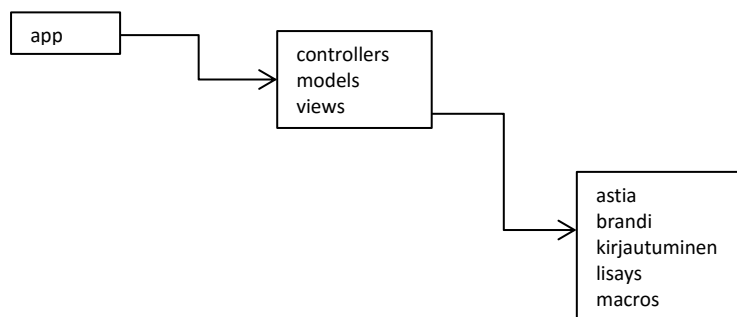 app
controllers
models
views
astia
brandi
kirjautuminen
lisays
macros